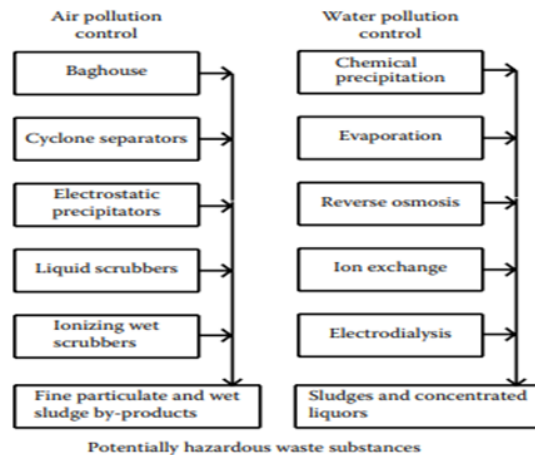 Air pollution
control
Baghouse
Cyclone separators
Electrostatic
precipitators
Liquid scrubbers
Ionizing wet
scrubbers
Fine particulate and wet
sludge by-products
Water pollution
control
Chemical
precipitation
Evaporation
Reverse osmosis
Ion exchange
Electrodialysis
Sludges and concentrated
liquors
Potentially hazardous waste substances